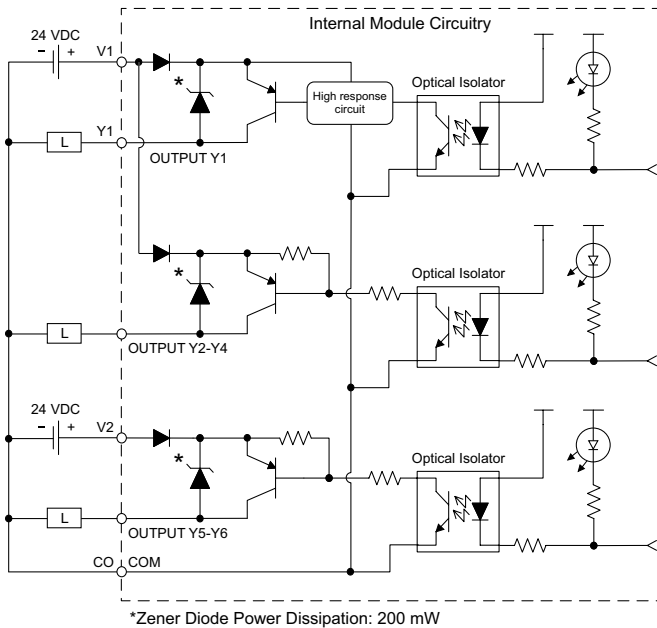 Internal Module Circuitry
24 VDC
− +
V1
*
High response
circuit
Optical Isolator
Y1
L
OUTPUT Y1
*
Optical Isolator
L
OUTPUT Y2-Y4
24 VDC
− +
V2
*
Optical Isolator
L
OUTPUT Y5-Y6
CO COM
*Zener Diode Power Dissipation: 200 mW